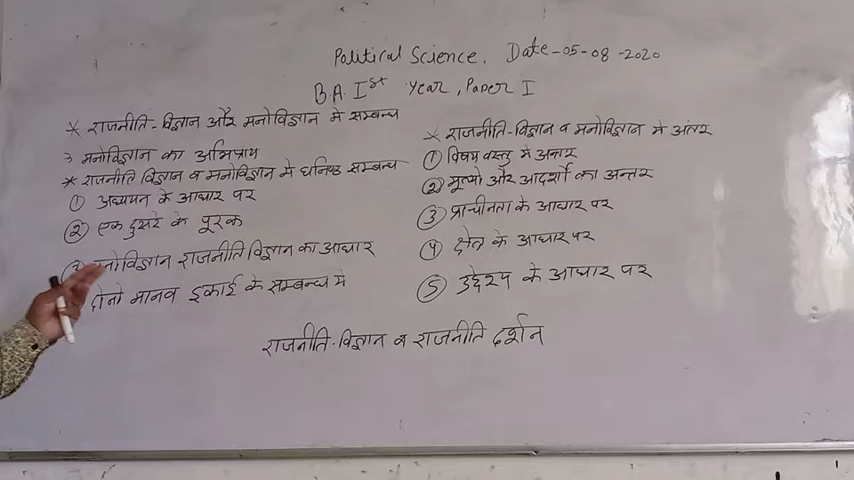 Political Science. Date-05-08-2020
B.A. Ist Year, Paper I
* राजनीति-विज्ञान और मनोविज्ञान मे सम्बन्ध
→ मनोविज्ञान का अभिप्राय
* राजनीति विज्ञान व मनोविज्ञान मे घनिष्ठ सम्बन्ध
① अध्ययन के आधार पर
② एक दुसरे के पूरक
मनोविज्ञान राजनीति विज्ञान का आधार
दोनो मानव इकाई के सम्बन्ध मे
* राजनीति-विज्ञान व मनोविज्ञान मे अंतर
① विषय वस्तु मे अन्तर
② मूल्यो और आदर्शो का अन्तर
③ प्राचीनता के आधार पर
④ क्षेत्र के आधार पर
⑤ उद्देश्य के आधार पर
राजनीति-विज्ञान व राजनीति दर्शन